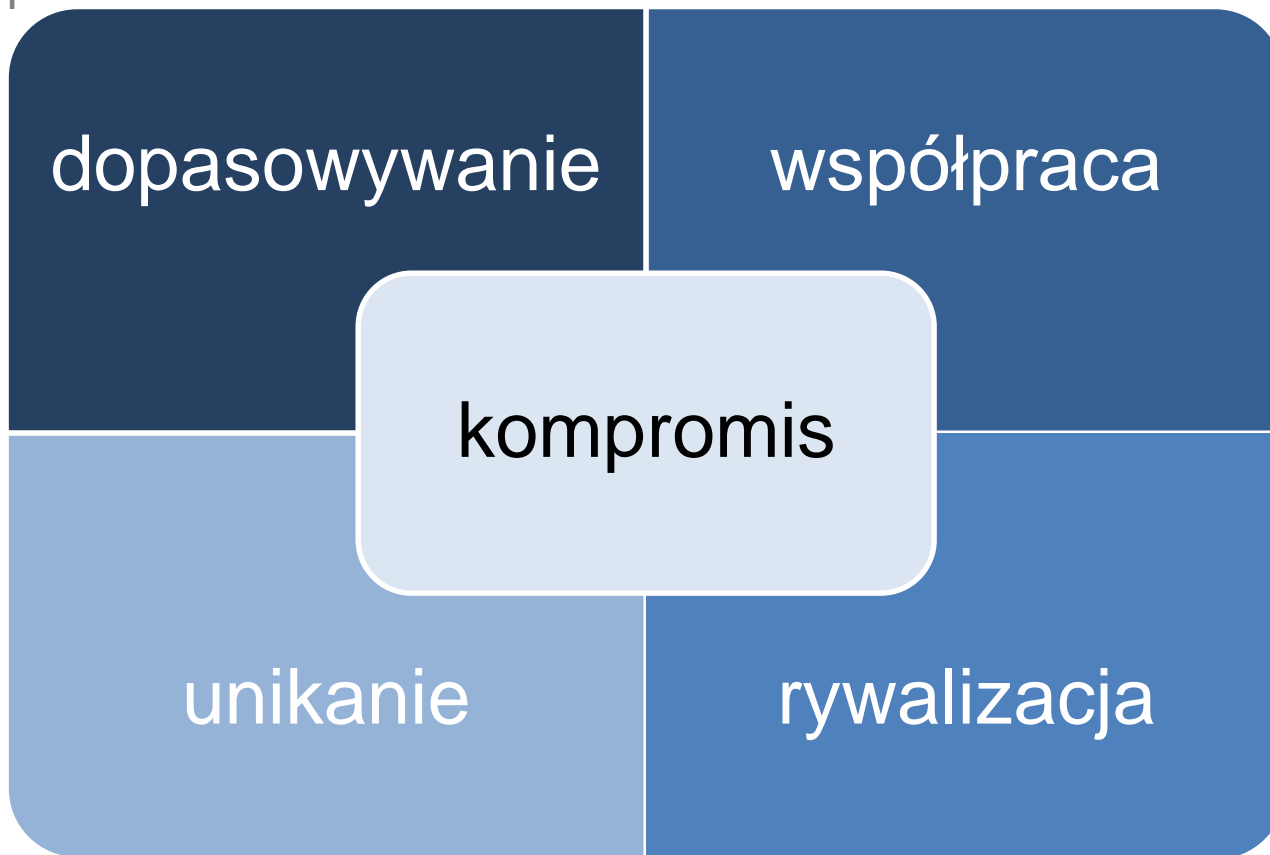 dopasowywanie
współpraca
kompromis
unikanie
rywalizacja